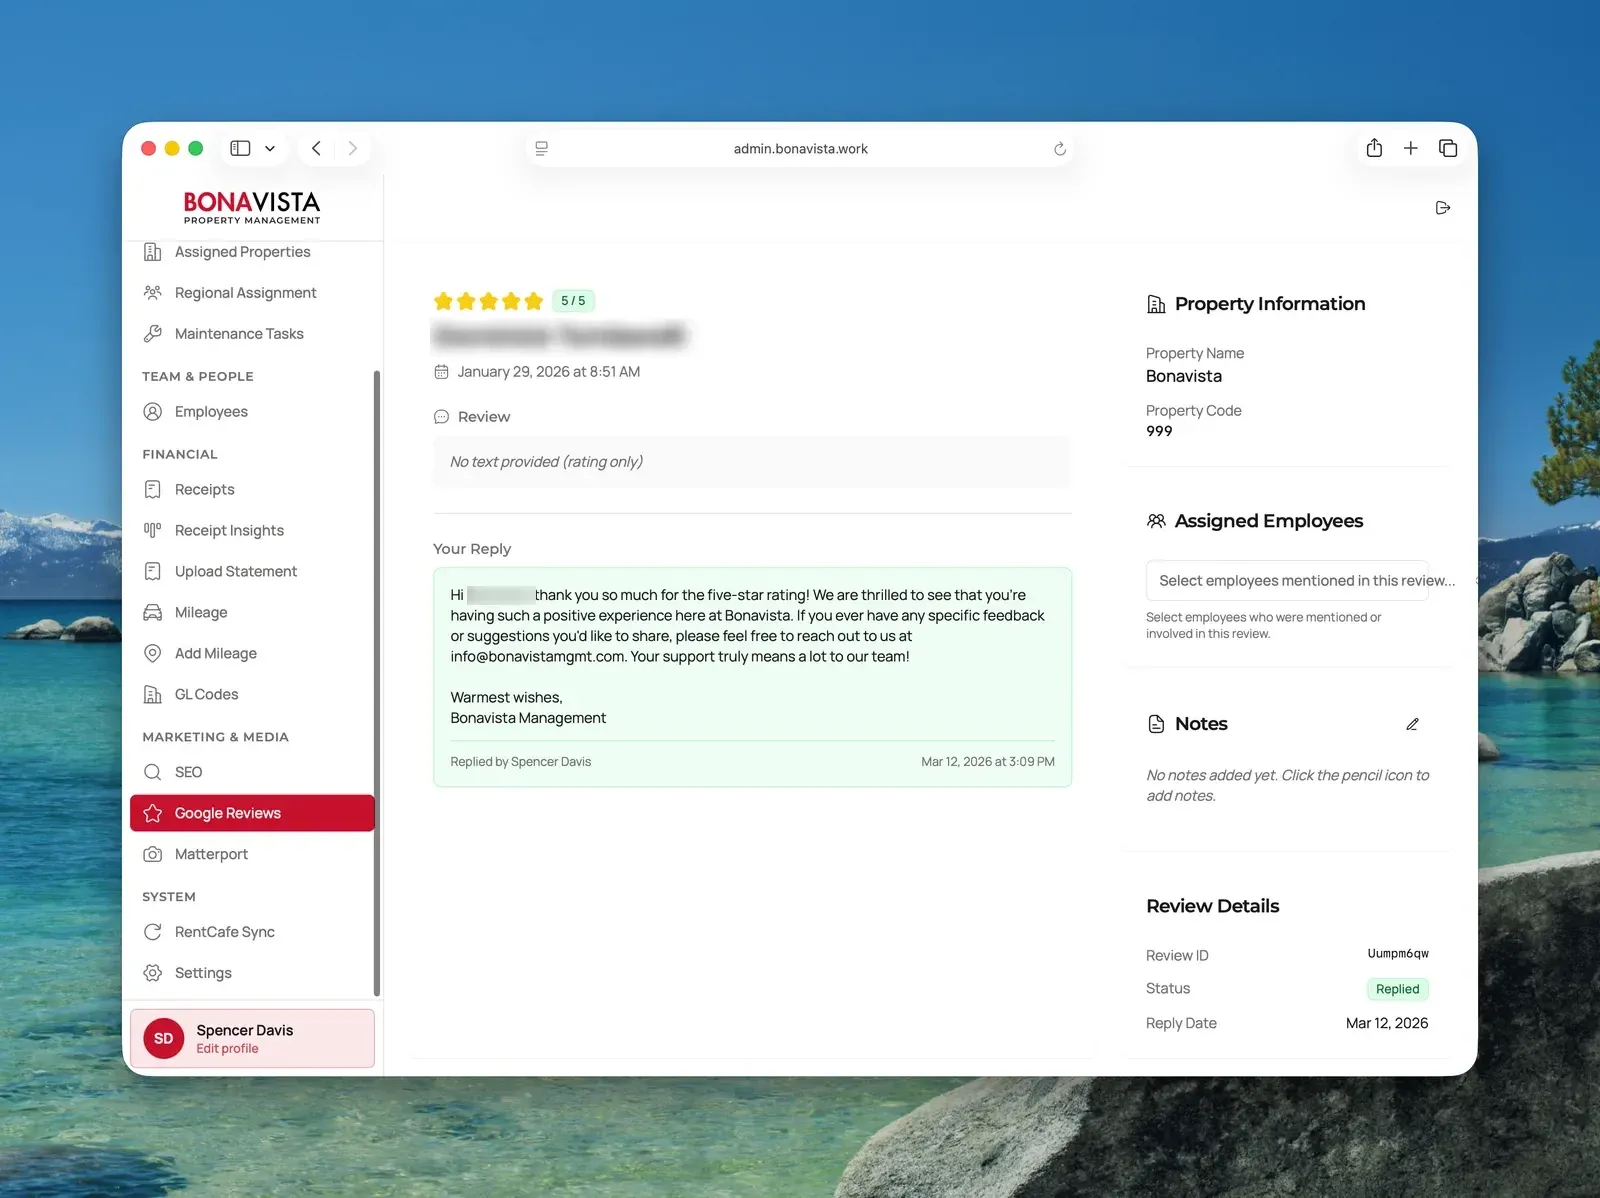 admin.bonavista.work
BONAVISTA
PROPERTY MANAGEMENT
Assigned Properties
Regional Assignment
Maintenance Tasks
TEAM & PEOPLE
Employees
FINANCIAL
Receipts
Receipt Insights
Upload Statement
Mileage
Add Mileage
GL Codes
MARKETING & MEDIA
SEO
Google Reviews
Matterport
SYSTEM
RentCafe Sync
Settings
SD
Spencer Davis
Edit profile
5 / 5
January 29, 2026 at 8:51 AM
Review
No text provided (rating only)
Your Reply
Hi thank you so much for the five-star rating! We are thrilled to see that you're
having such a positive experience here at Bonavista. If you ever have any specific feedback
or suggestions you'd like to share, please feel free to reach out to us at
info@bonavistamgmt.com. Your support truly means a lot to our team!
Warmest wishes,
Bonavista Management
Replied by Spencer Davis
Mar 12, 2026 at 3:09 PM
Property Information
Property Name
Bonavista
Property Code
999
Assigned Employees
Select employees mentioned in this review...
Select employees who were mentioned or
involved in this review.
Notes
No notes added yet. Click the pencil icon to
add notes.
Review Details
Review ID
Uumpm6qw
Status
Replied
Reply Date
Mar 12, 2026